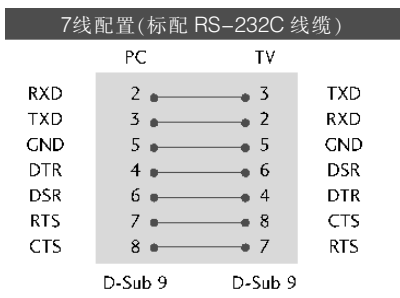 7线配置(标配 RS-232C 线缆)
PC TV
RXD 2 3 TXD
TXD 3 2 RXD
GND 5 5 GND
DTR 4 6 DSR
DSR 6 4 DTR
RTS 7 8 CTS
CTS 8 7 RTS
D-Sub 9 D-Sub 9